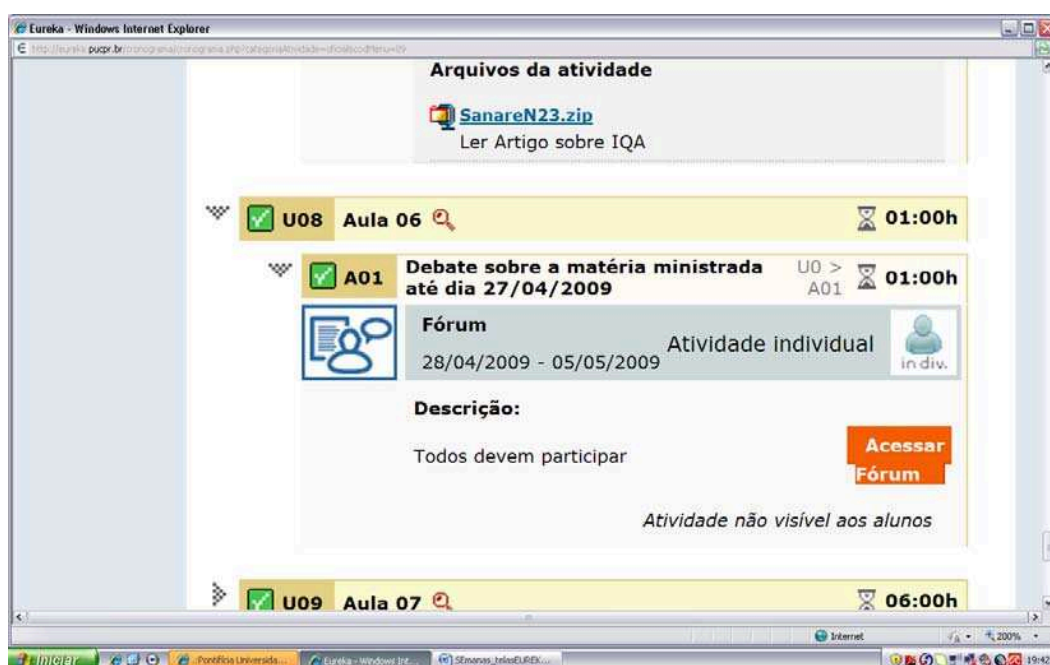 Eureka - Windows Internet Explorer
Arquivos da atividade
SanareN23.zip
Ler Artigo sobre IQA
U08 Aula 06 01:00h
A01 Debate sobre a matéria ministrada até dia 27/04/2009 U0 > A01 01:00h
Fórum
28/04/2009 - 05/05/2009 Atividade individual
in div.
Descrição:
Todos devem participar
Acessar
Fórum
Atividade não visível aos alunos
U09 Aula 07 06:00h
Internet 200%
Iniciar .:Pontifícia Universida... Eureka - Windows Int... 19:42